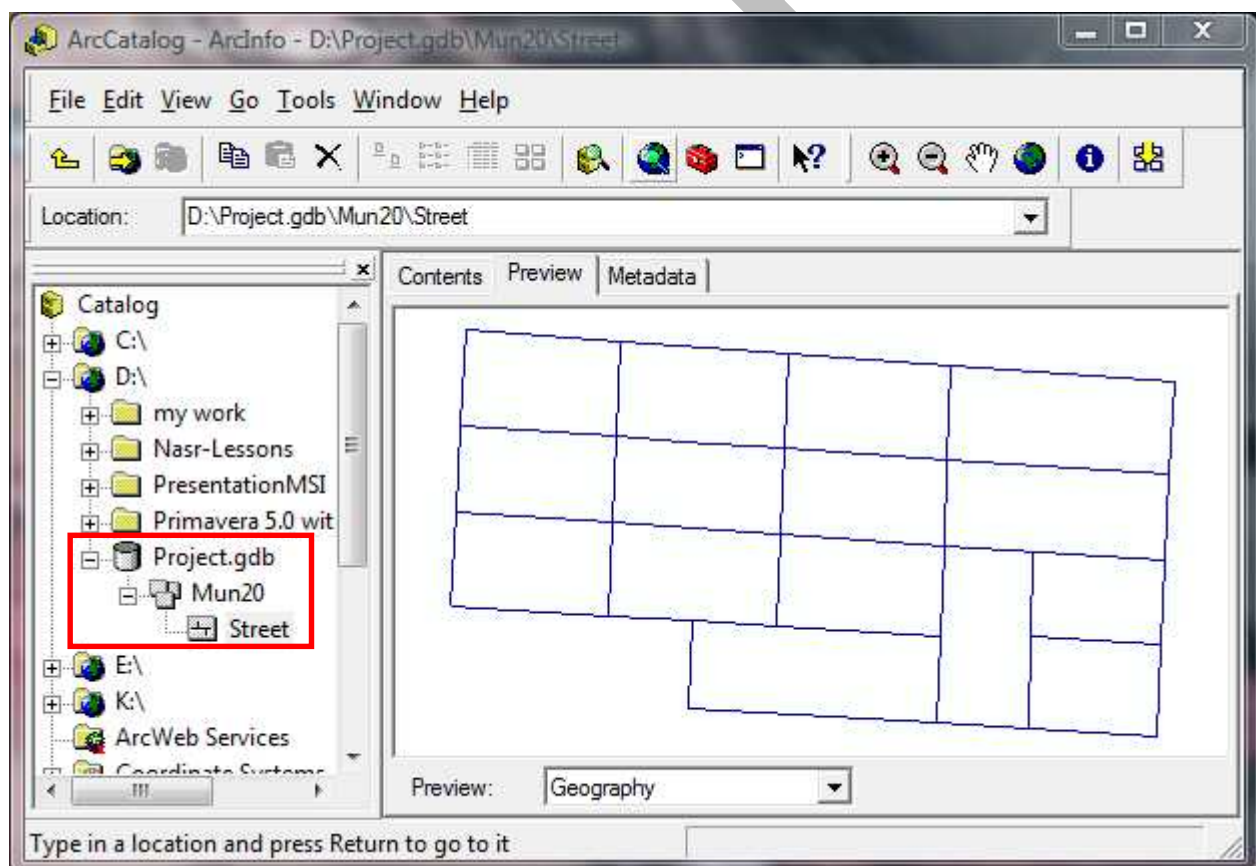 ArcCatalog - ArcInfo - D:\Project.gdb\Mun20\Street
File Edit View Go Tools Window Help
Location: D:\Project.gdb\Mun20\Street
Contents Preview Metadata
Catalog
C:\
D:\
my work
Nasr-Lessons
PresentationMSI
Primavera 5.0 wit
Project.gdb
Mun20
Street
E:\
K:\
ArcWeb Services
Coordinate Systems
Preview: Geography
Type in a location and press Return to go to it